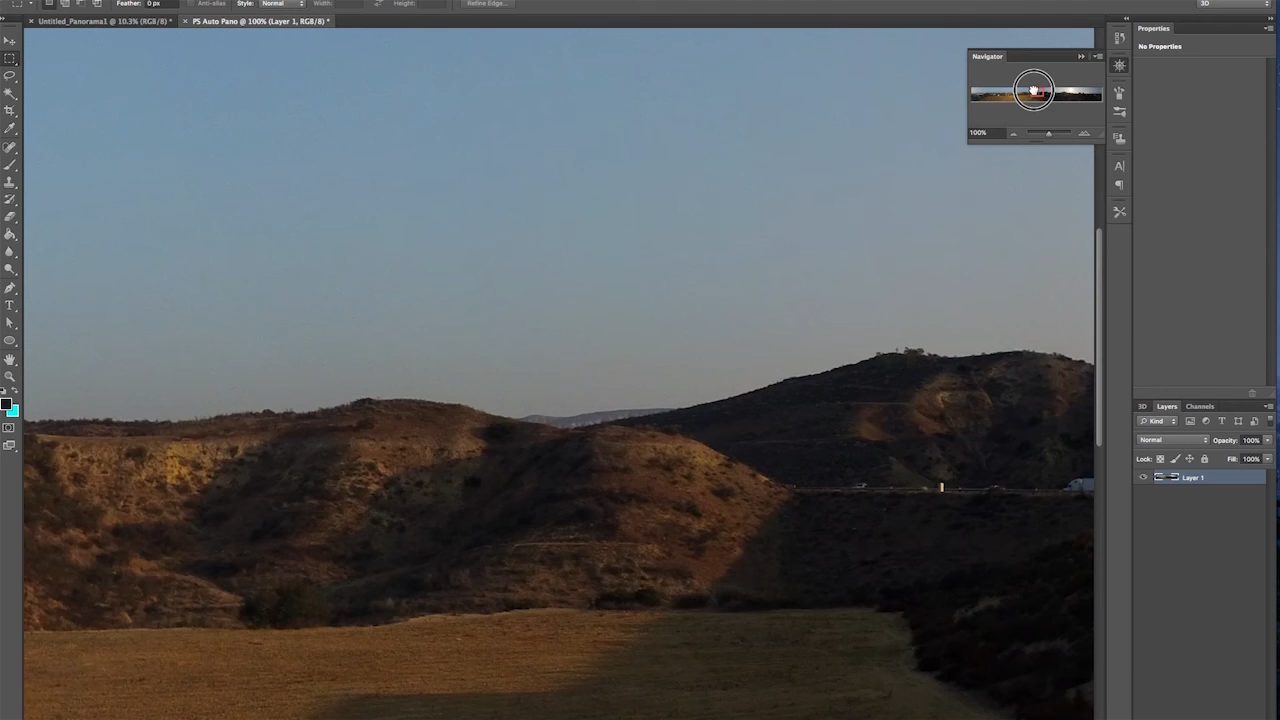 Feather: 0 px Anti-alias Style: Normal Width: Height: Refine Edge... 3D
Untitled_Panorama1 @ 10.3% (RGB/8) * PS Auto Pano @ 100% (Layer 1, RGB/8) *
Navigator
100%
Properties
No Properties
3D Layers Channels
Kind
Normal Opacity: 100%
Lock: Fill: 100%
Layer 1